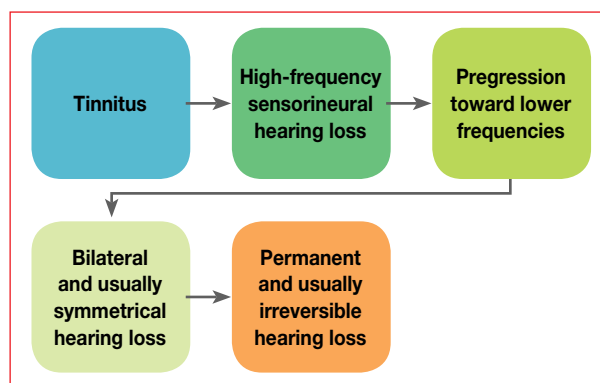 Tinnitus
High-frequency
sensorineural
hearing loss
Pregression
toward lower
frequencies
Bilateral
and usually
symmetrical
hearing loss
Permanent
and usually
irreversible
hearing loss